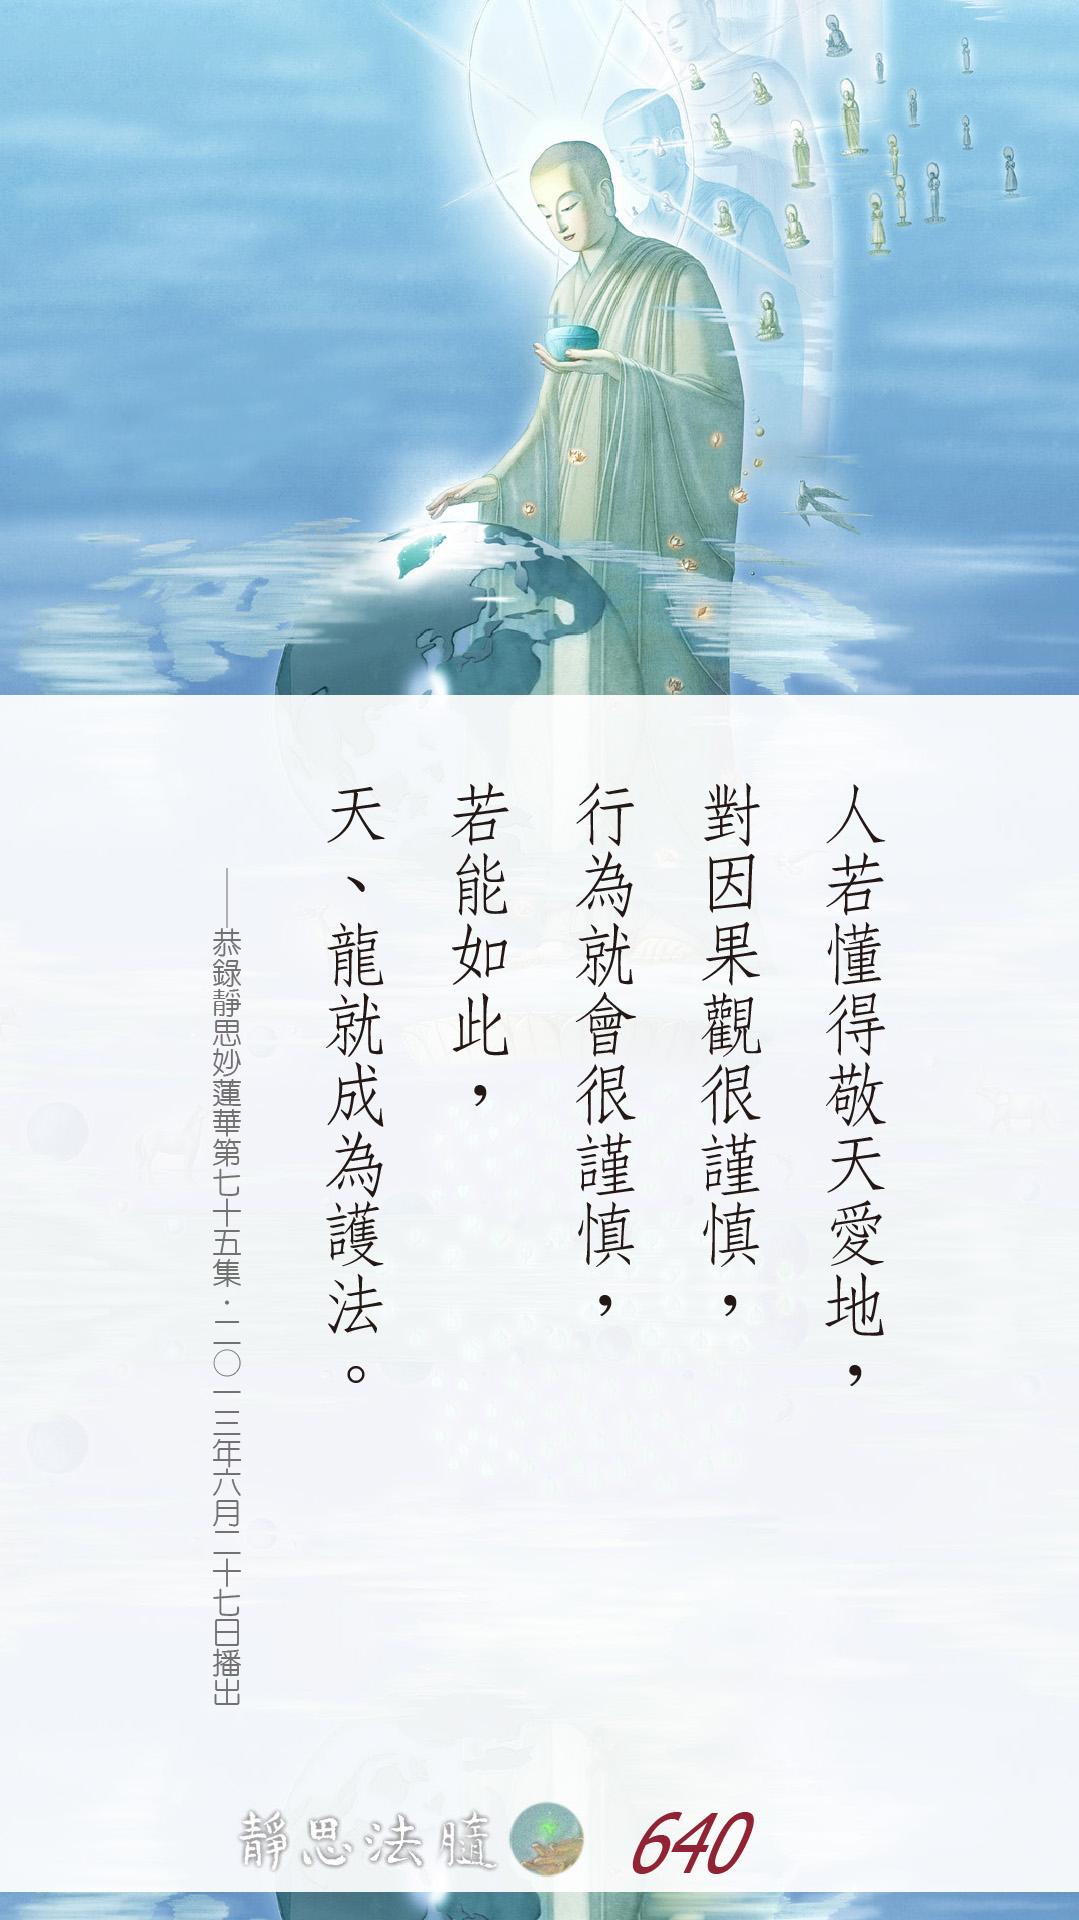 人若懂得敬天愛地，
對因果觀很謹慎，
行為就會很謹慎，
若能如此，
天、龍就成為護法。
──恭錄靜思妙蓮華第七十五集．二〇一三年六月二十七日播出
靜思法髓
640